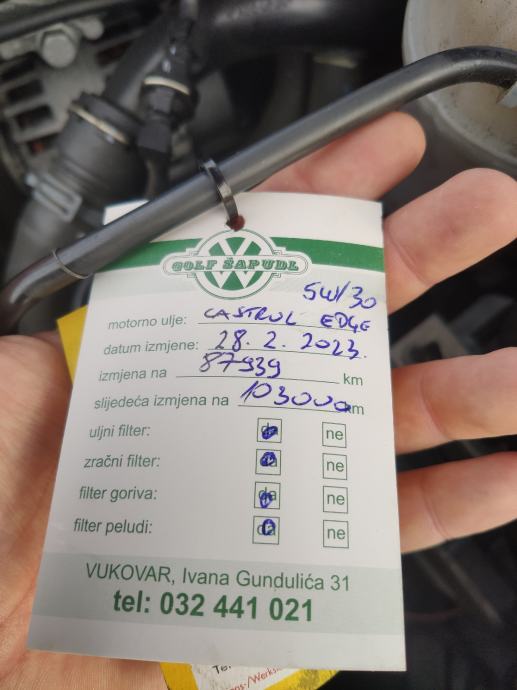 GOLF ŠAPUDL
5W/30
motorno ulje: CASTROL EDGE
datum izmjene: 28. 2. 2023.
izmjena na 87939 km
slijedeća izmjena na 103000 km
uljni filter: da ne
zračni filter: da ne
filter goriva: da ne
filter peludi: da ne
VUKOVAR, Ivana Gundulića 31
tel: 032 441 021